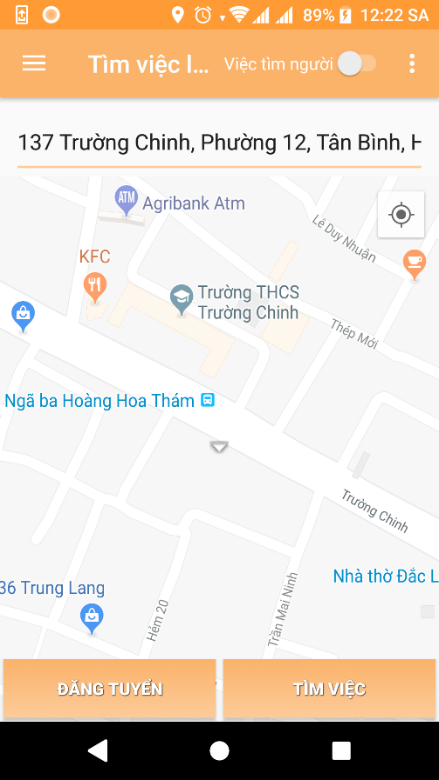 89% 12:22 SA
Tìm việc l... Việc tìm người
137 Trường Chinh, Phường 12, Tân Bình, H
ATM Agribank Atm
Lê Duy Nhuận
KFC
Trường THCS
Trường Chinh
Thép Mới
Ngã ba Hoàng Hoa Thám
Trường Chinh
Nhà thờ Đắc L
36 Trung Lang
Hẻm 20
Trần Mai Ninh
ĐĂNG TUYỂN TÌM VIỆC